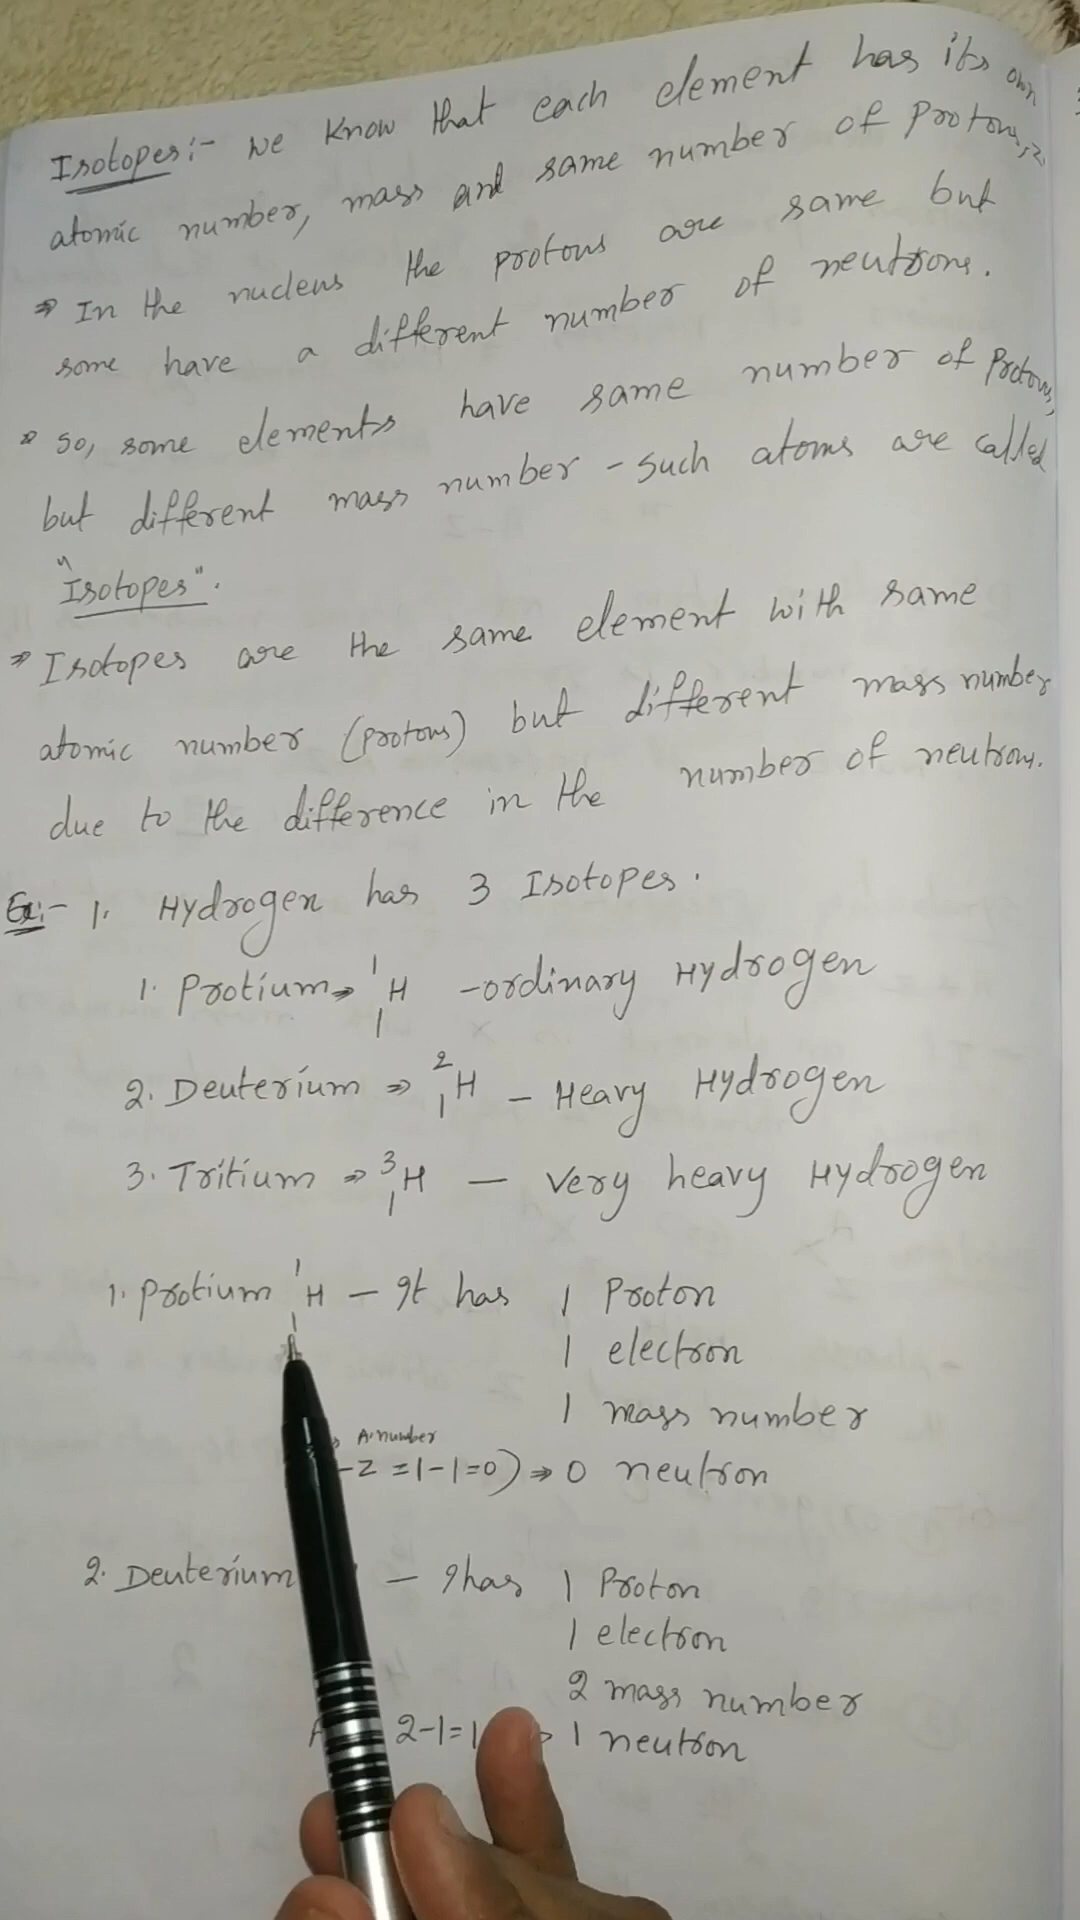 Isotopes:- We Know that each element has its own
atomic number, mass and same number of Protons,
⇒ In the nucleus the protons are same but
some have a different number of neutrons.
⇒ So, some elements have same number of Protons,
but different mass number - such atoms are called
"Isotopes".
⇒ Isotopes are the same element with same
atomic number (protons) but different mass number
due to the difference in the number of neutrons.
Ex:- 1. Hydrogen has 3 Isotopes.
1. Protium ⇒ ¹₁H - ordinary Hydrogen
2. Deuterium ⇒ ²₁H - Heavy Hydrogen
3. Tritium ⇒ ³₁H - Very heavy Hydrogen
1. Protium ¹₁H - It has 1 Proton
1 electron
1 mass number
A.number
-Z = 1-1=0) ⇒ 0 neutron
2. Deuterium - It has 1 Proton
1 electron
2 mass number
A 2-1=1 1 neutron